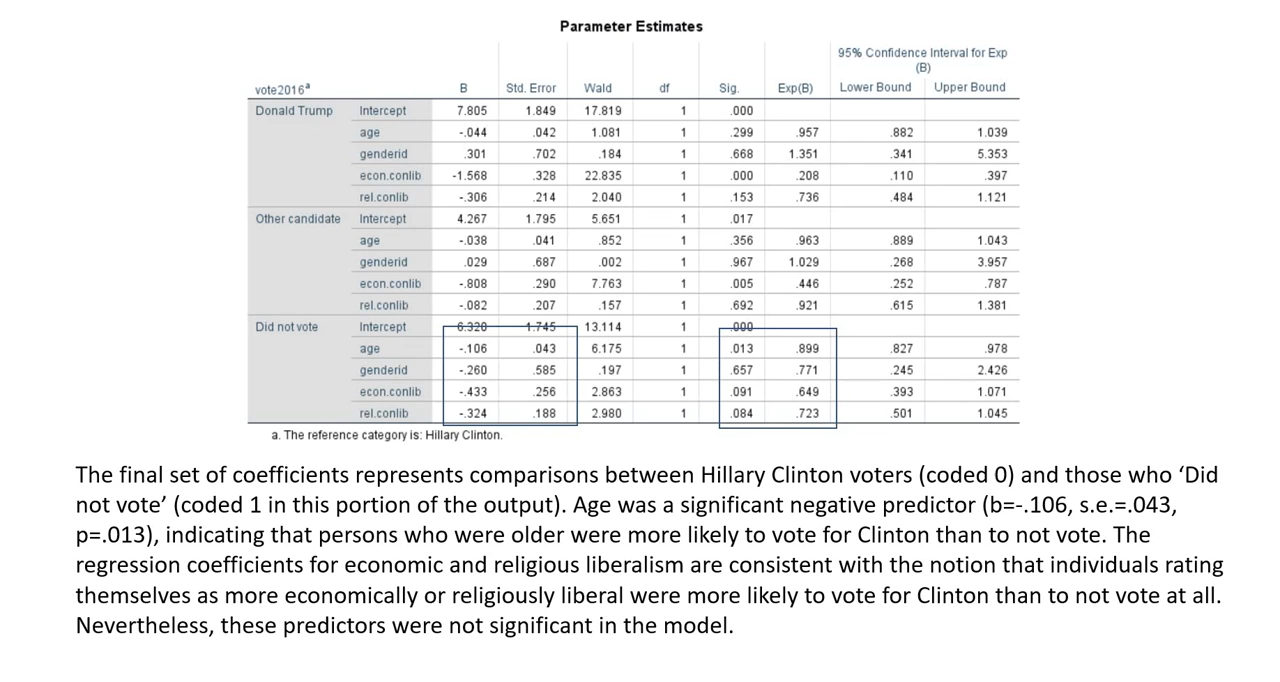 Parameter Estimates
95% Confidence Interval for Exp
(B)
vote2016a B Std. Error Wald df Sig. Exp(B) Lower Bound Upper Bound
Donald Trump Intercept 7.805 1.849 17.819 1 .000
age -.044 .042 1.081 1 .299 .957 .882 1.039
genderid .301 .702 .184 1 .668 1.351 .341 5.353
econ.conlib -1.568 .328 22.835 1 .000 .208 .110 .397
rel.conlib -.306 .214 2.040 1 .153 .736 .484 1.121
Other candidate Intercept 4.267 1.795 5.651 1 .017
age -.038 .041 .852 1 .356 .963 .889 1.043
genderid .029 .687 .002 1 .967 1.029 .268 3.957
econ.conlib -.808 .290 7.763 1 .005 .446 .252 .787
rel.conlib -.082 .207 .157 1 .692 .921 .615 1.381
Did not vote Intercept 6.320 1.745 13.114 1 .000
age -.106 .043 6.175 1 .013 .899 .827 .978
genderid -.260 .585 .197 1 .657 .771 .245 2.426
econ.conlib -.433 .256 2.863 1 .091 .649 .393 1.071
rel.conlib -.324 .188 2.980 1 .084 .723 .501 1.045
a. The reference category is: Hillary Clinton.
The final set of coefficients represents comparisons between Hillary Clinton voters (coded 0) and those who ‘Did
not vote’ (coded 1 in this portion of the output). Age was a significant negative predictor (b=-.106, s.e.=.043,
p=.013), indicating that persons who were older were more likely to vote for Clinton than to not vote. The
regression coefficients for economic and religious liberalism are consistent with the notion that individuals rating
themselves as more economically or religiously liberal were more likely to vote for Clinton than to not vote at all.
Nevertheless, these predictors were not significant in the model.